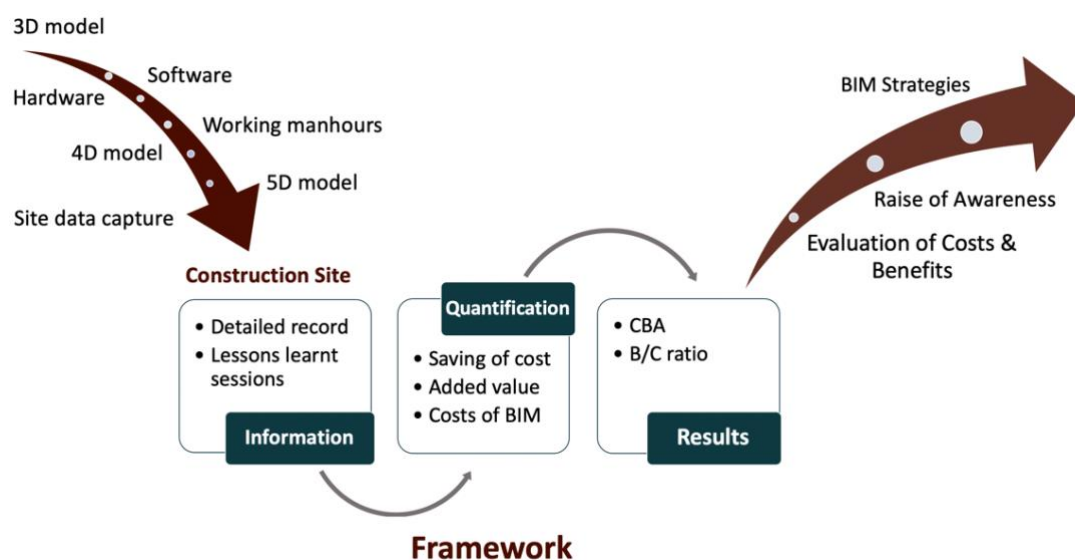 3D model
Software
Hardware
Working manhours
4D model
5D model
Site data capture
Construction Site
• Detailed record
• Lessons learnt
sessions
Information
Quantification
• Saving of cost
• Added value
• Costs of BIM
• CBA
• B/C ratio
Results
BIM Strategies
Raise of Awareness
Evaluation of Costs &
Benefits
Framework